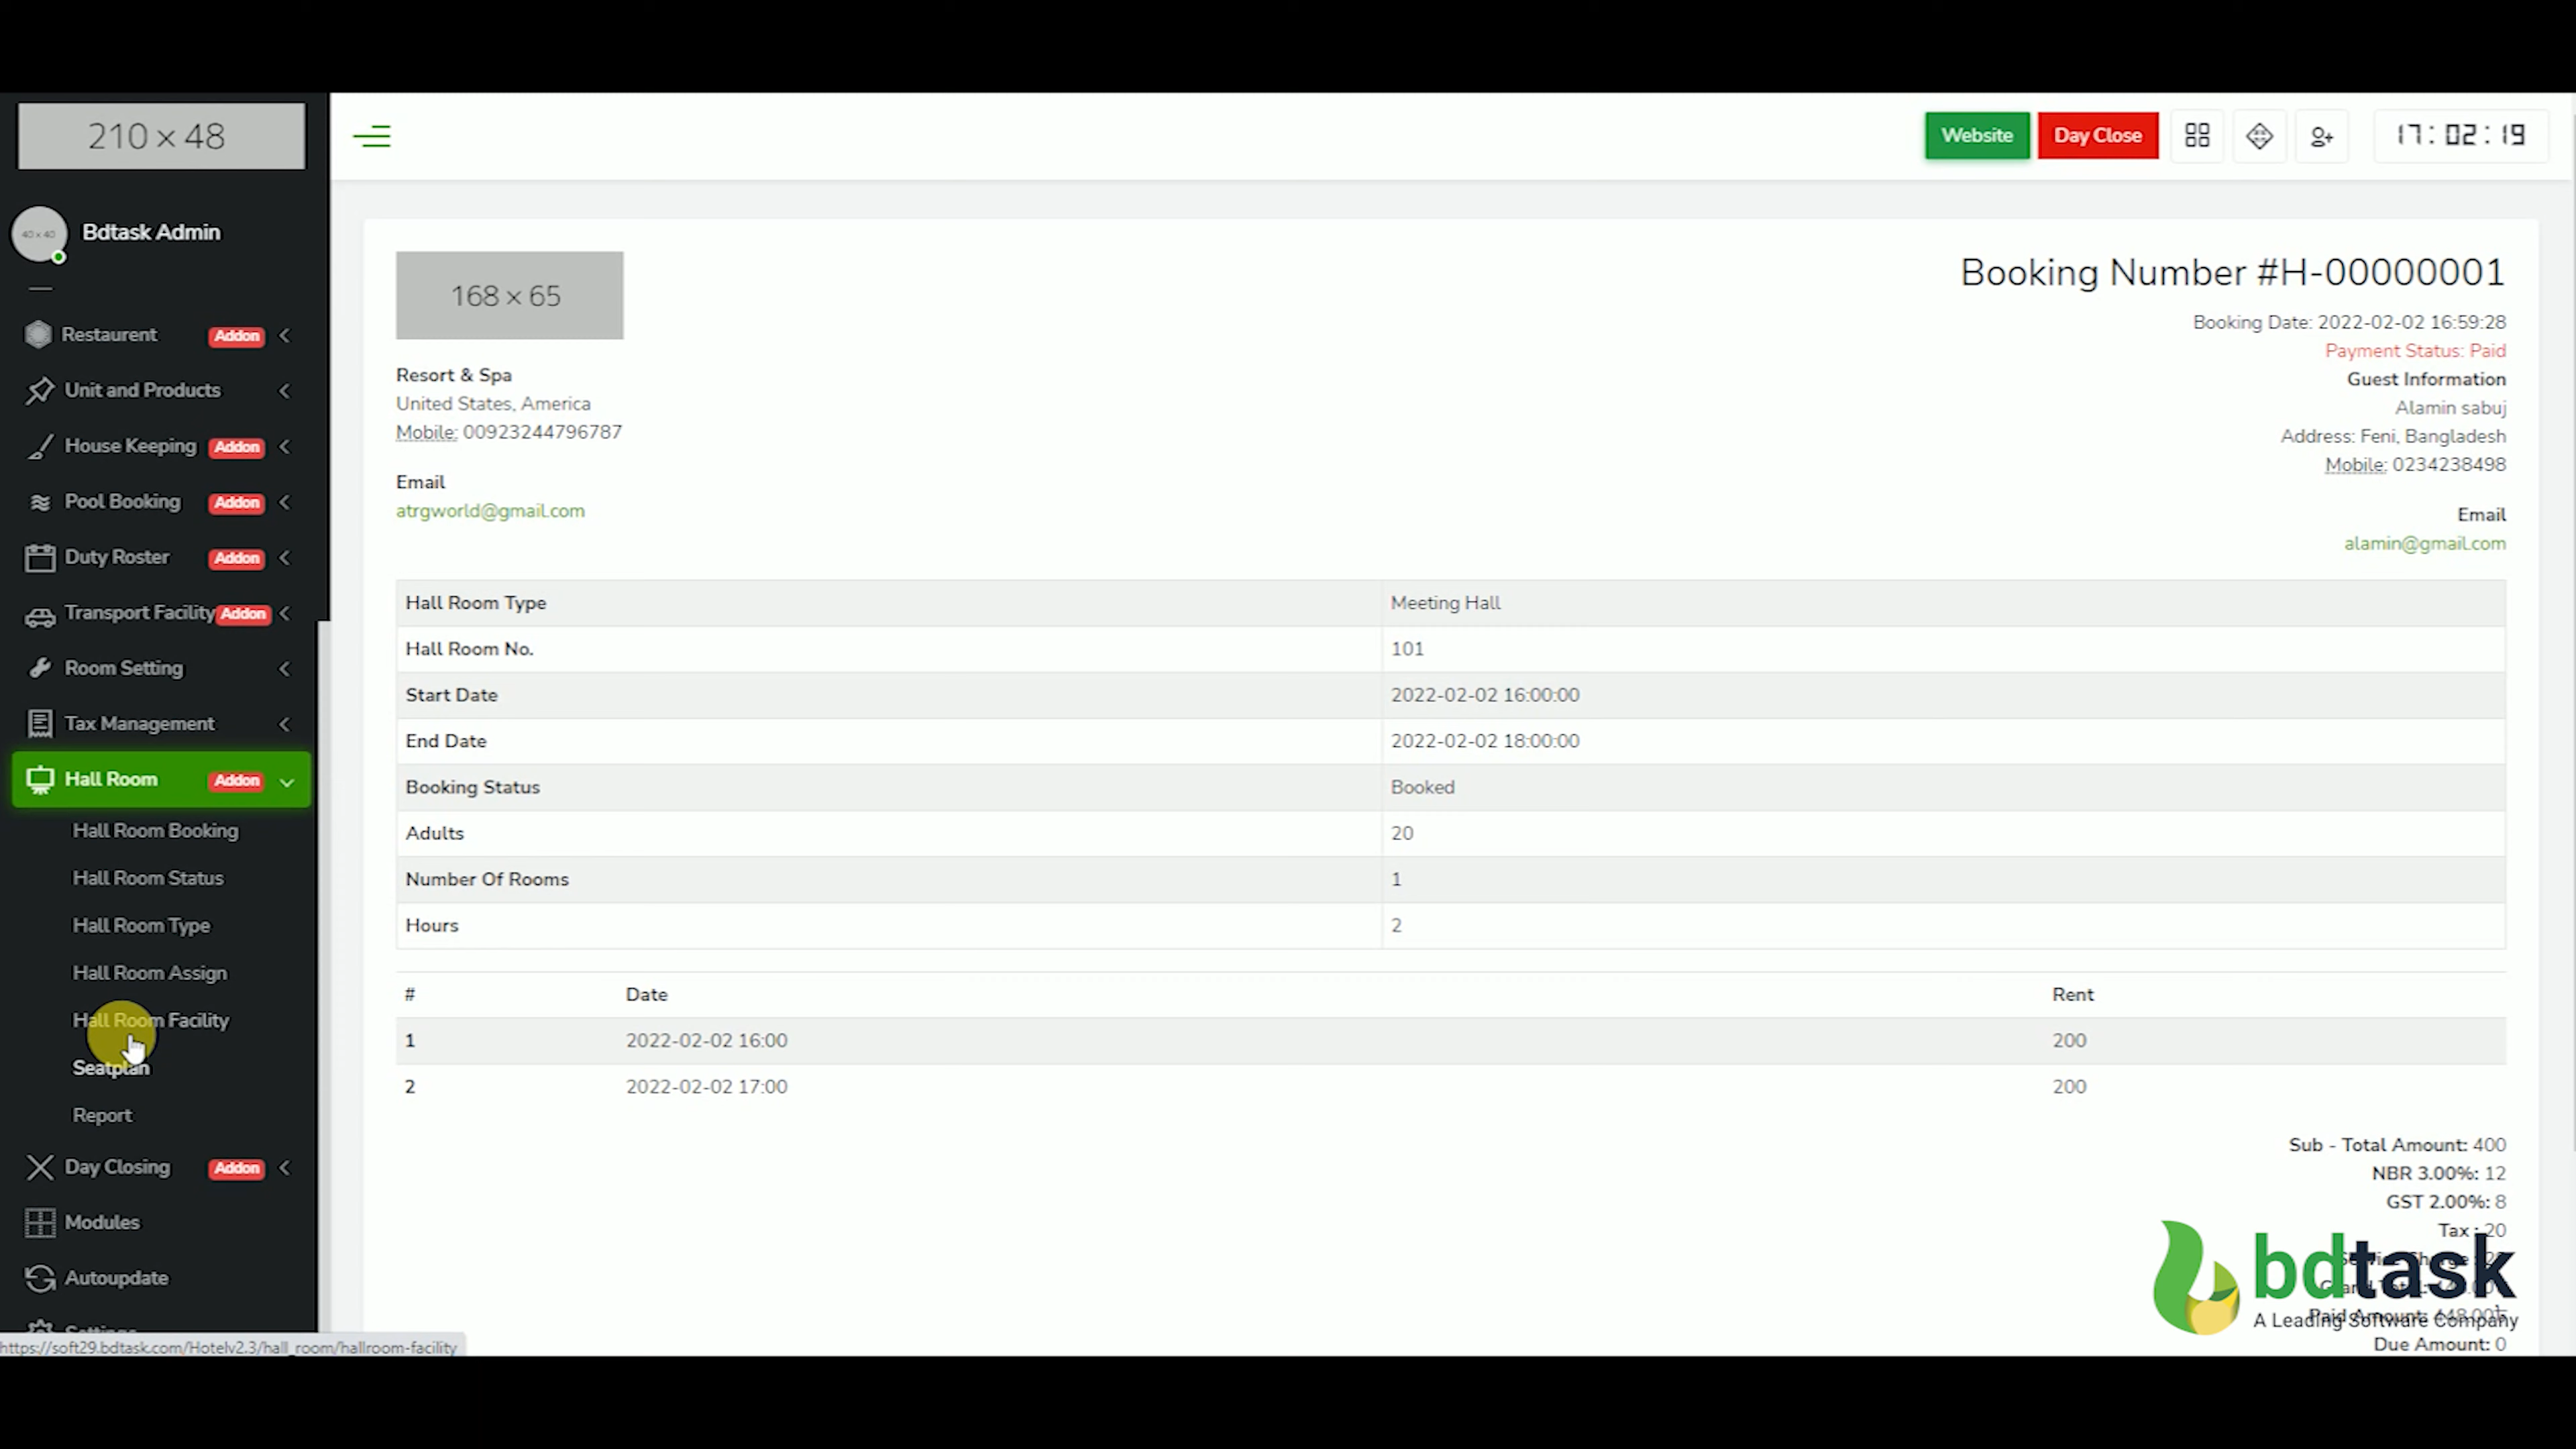 210 × 48
Website
Day Close
17:02:19
40 x 40
Bdtask Admin
Restaurent Addon
Unit and Products
House Keeping Addon
Pool Booking Addon
Duty Roster Addon
Transport Facility Addon
Room Setting
Tax Management
Hall Room Addon
Hall Room Booking
Hall Room Status
Hall Room Type
Hall Room Assign
Hall Room Facility
Seatplan
Report
Day Closing Addon
Modules
Autoupdate
Settings
https://soft29.bdtask.com/Hotelv2.3/hall_room/hallroom-facility
168 × 65
Resort & Spa
United States, America
Mobile: 00923244796787
Email
atrgworld@gmail.com
Booking Number #H-00000001
Booking Date: 2022-02-02 16:59:28
Payment Status: Paid
Guest Information
Alamin sabuj
Address: Feni, Bangladesh
Mobile: 0234238498
Email
alamin@gmail.com
Hall Room Type Meeting Hall
Hall Room No. 101
Start Date 2022-02-02 16:00:00
End Date 2022-02-02 18:00:00
Booking Status Booked
Adults 20
Number Of Rooms 1
Hours 2
# Date Rent
1 2022-02-02 16:00 200
2 2022-02-02 17:00 200
Sub - Total Amount: 400
NBR 3.00%: 12
GST 2.00%: 8
Tax : 20
Paid Amount:
Due Amount: 0
bdtask
A Leading Software Company